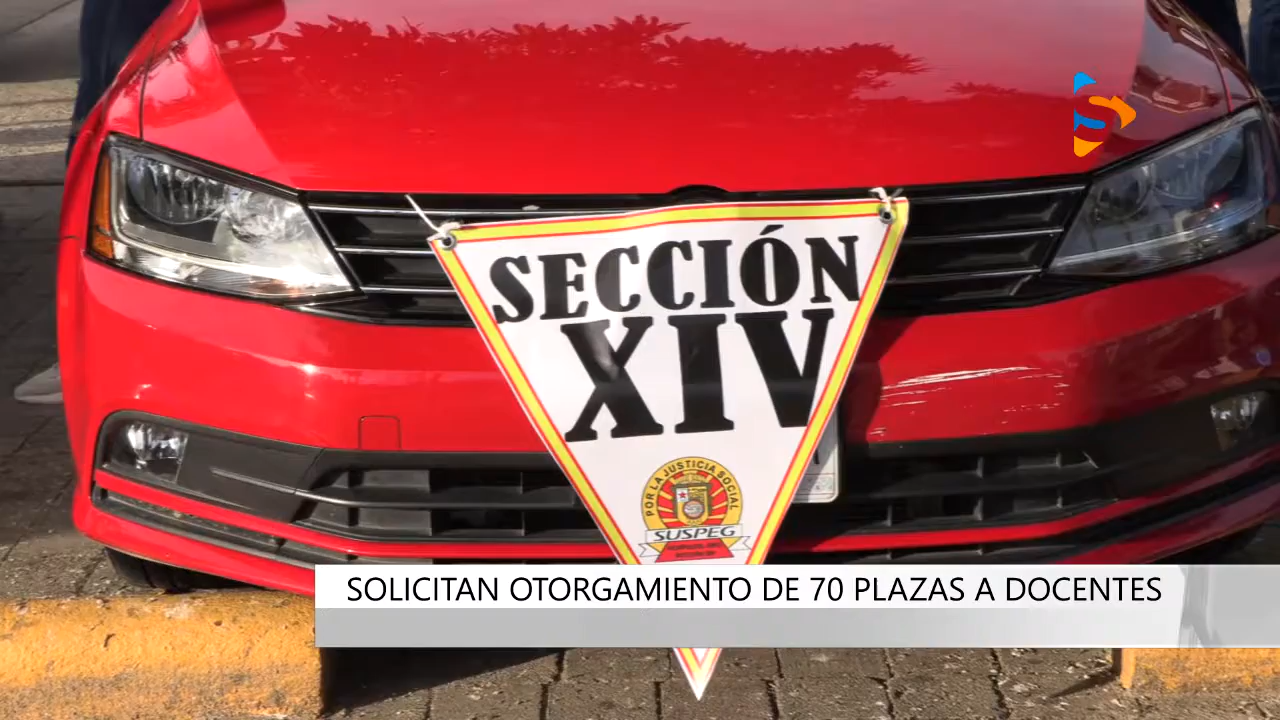 SECCIÓN
XIV
POR LA JUSTICIA SOCIAL
SUSPEG
SOLICITAN OTORGAMIENTO DE 70 PLAZAS A DOCENTES